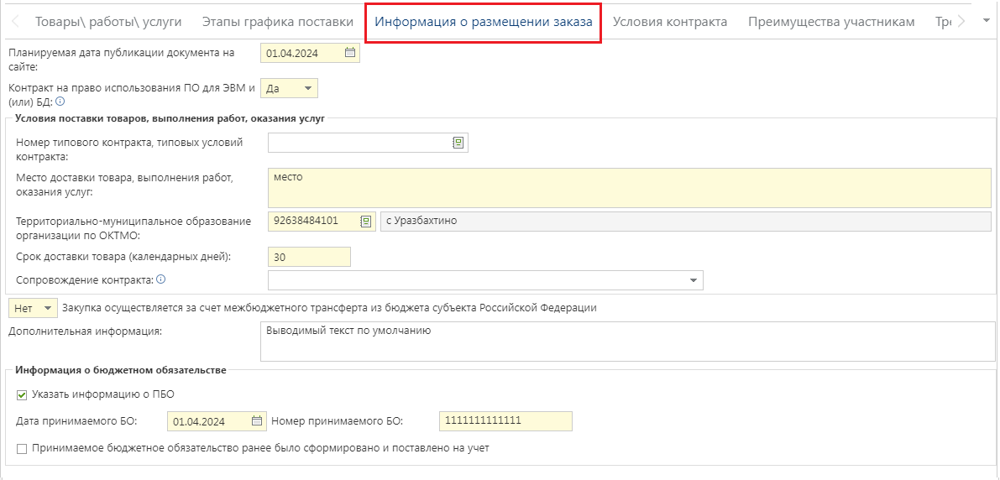 Товары\ работы\ услуги Этапы графика поставки Информация о размещении заказа Условия контракта Преимущества участникам Тре
Планируемая дата публикации документа на сайте: 01.04.2024
Контракт на право использования ПО для ЭВМ и (или) БД: Да
Условия поставки товаров, выполнения работ, оказания услуг
Номер типового контракта, типовых условий контракта:
Место доставки товара, выполнения работ, оказания услуг: место
Территориально-муниципальное образование организации по ОКТМО: 92638484101 с Уразбахтино
Срок доставки товара (календарных дней): 30
Сопровождение контракта:
Нет Закупка осуществляется за счет межбюджетного трансферта из бюджета субъекта Российской Федерации
Дополнительная информация: Выводимый текст по умолчанию
Информация о бюджетном обязательстве
Указать информацию о ПБО
Дата принимаемого БО: 01.04.2024 Номер принимаемого БО: 1111111111111
Принимаемое бюджетное обязательство ранее было сформировано и поставлено на учет